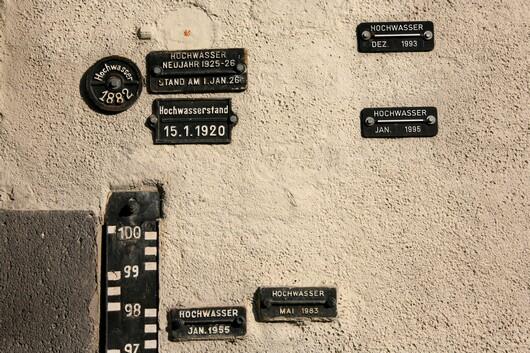 HOCHWASSER
DEZ. 1993
HOCHWASSER
NEUJAHR 1925-26
STAND AM 1. JAN. 26
Hochwasser
1882
Hochwasserstand
15.1.1920
HOCHWASSER
JAN. 1995
100
99
98
97
HOCHWASSER
MAI 1983
HOCHWASSER
JAN. 1955